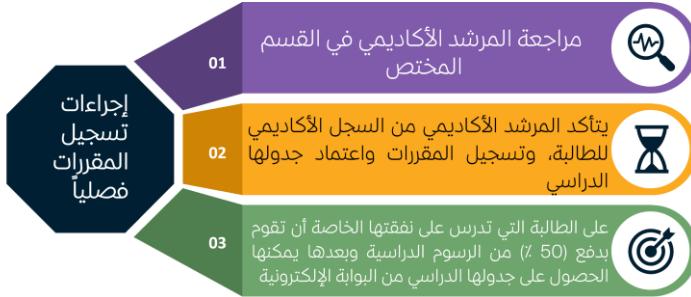 إجراءات
تسجيل
المقررات
فصلياً
01
مراجعة المرشد الأكاديمي في القسم
المختص
02
يتأكد المرشد الأكاديمي من السجل الأكاديمي
للطالبة، وتسجيل المقررات واعتماد جدولها
الدراسي
03
على الطالبة التي تدرس على نفقتها الخاصة أن تقوم
بدفع (50 ٪) من الرسوم الدراسية وبعدها يمكنها
الحصول على جدولها الدراسي من البوابة الإلكترونية